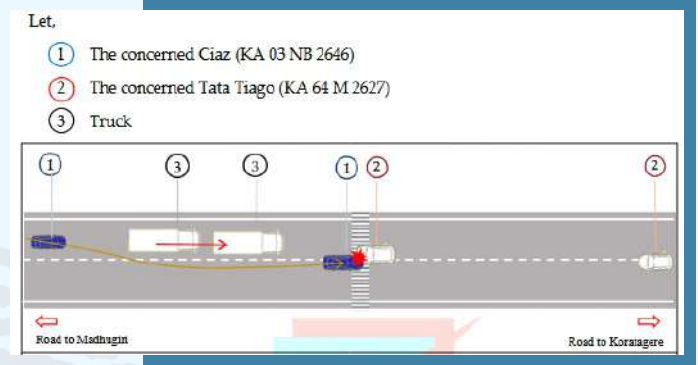 Let,
1 The concerned Ciaz (KA 03 NB 2646)
2 The concerned Tata Tiago (KA 64 M 2627)
3 Truck
1 3 3 1 2 2
Road to Madhugiri Road to Koratagere